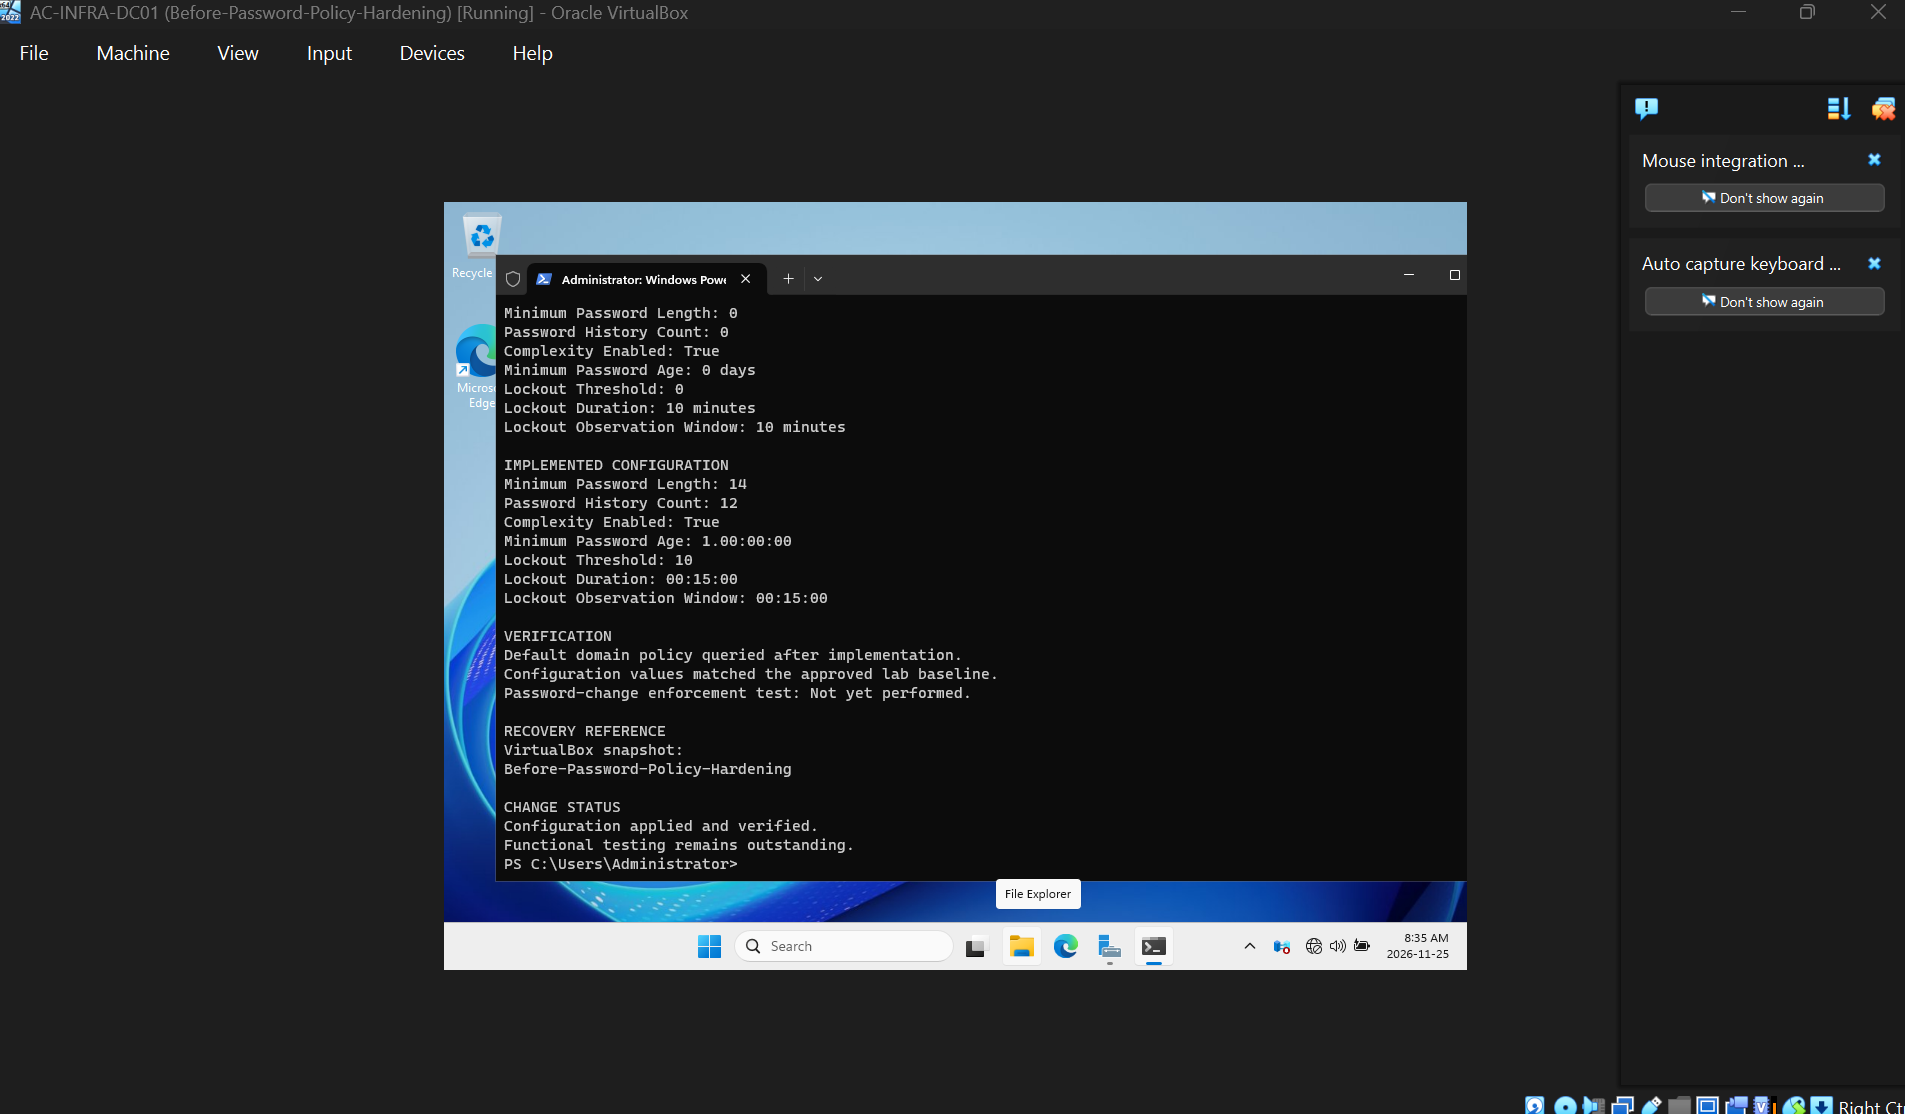 AC-INFRA-DC01 (Before-Password-Policy-Hardening) [Running] - Oracle VirtualBox
File Machine View Input Devices Help
Mouse integration ...
Don't show again
Auto capture keyboard ...
Don't show again
Recycle
Microso
Edge
Administrator: Windows Powe
Minimum Password Length: 0
Password History Count: 0
Complexity Enabled: True
Minimum Password Age: 0 days
Lockout Threshold: 0
Lockout Duration: 10 minutes
Lockout Observation Window: 10 minutes
IMPLEMENTED CONFIGURATION
Minimum Password Length: 14
Password History Count: 12
Complexity Enabled: True
Minimum Password Age: 1.00:00:00
Lockout Threshold: 10
Lockout Duration: 00:15:00
Lockout Observation Window: 00:15:00
VERIFICATION
Default domain policy queried after implementation.
Configuration values matched the approved lab baseline.
Password-change enforcement test: Not yet performed.
RECOVERY REFERENCE
VirtualBox snapshot:
Before-Password-Policy-Hardening
CHANGE STATUS
Configuration applied and verified.
Functional testing remains outstanding.
PS C:\Users\Administrator>
File Explorer
Search
8:35 AM
2026-11-25
Right Ct